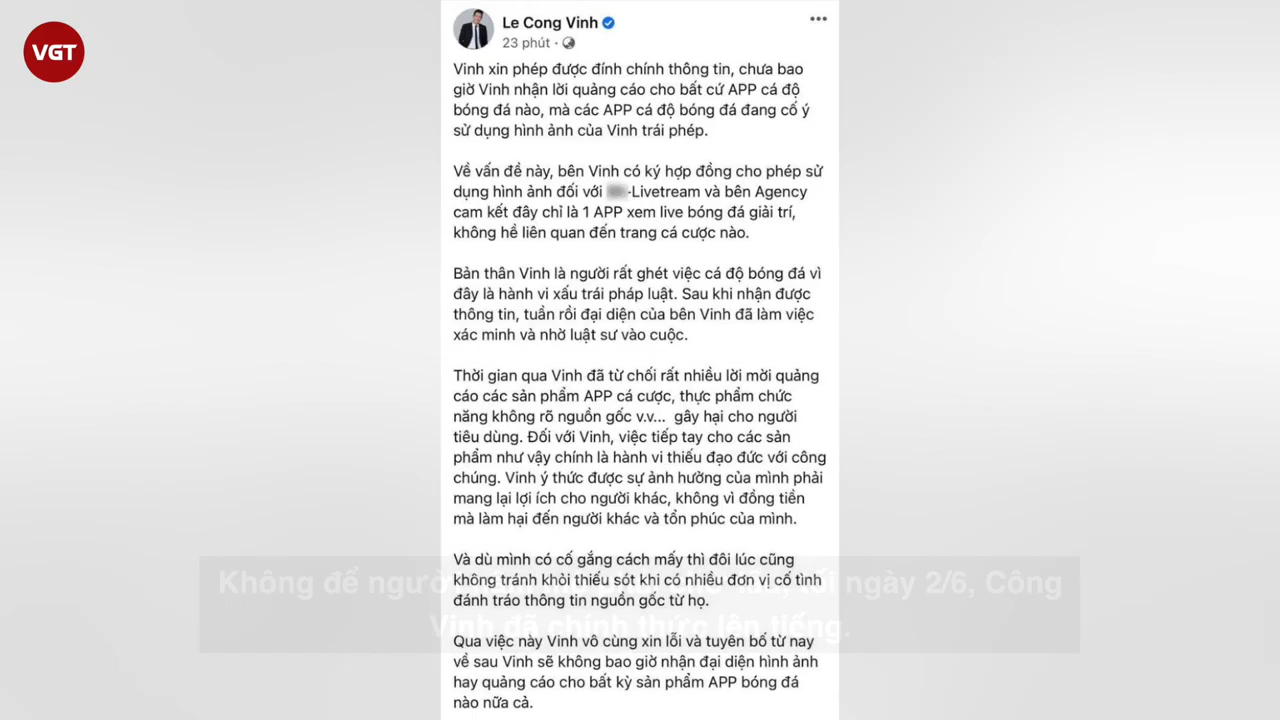 VGT
Le Cong Vinh
23 phút ·
Vinh xin phép được đính chính thông tin, chưa bao
giờ Vinh nhận lời quảng cáo cho bất cứ APP cá độ
bóng đá nào, mà các APP cá độ bóng đá đang cố ý
sử dụng hình ảnh của Vinh trái phép.
Về vấn đề này, bên Vinh có ký hợp đồng cho phép sử
dụng hình ảnh đối với -Livetream và bên Agency
cam kết đây chỉ là 1 APP xem live bóng đá giải trí,
không hề liên quan đến trang cá cược nào.
Bản thân Vinh là người rất ghét việc cá độ bóng đá vì
đây là hành vi xấu trái pháp luật. Sau khi nhận được
thông tin, tuần rồi đại diện của bên Vinh đã làm việc
xác minh và nhờ luật sư vào cuộc.
Thời gian qua Vinh đã từ chối rất nhiều lời mời quảng
cáo các sản phẩm APP cá cược, thực phẩm chức
năng không rõ nguồn gốc v.v... gây hại cho người
tiêu dùng. Đối với Vinh, việc tiếp tay cho các sản
phẩm như vậy chính là hành vi thiếu đạo đức với công
chúng. Vinh ý thức được sự ảnh hưởng của mình phải
mang lại lợi ích cho người khác, không vì đồng tiền
mà làm hại đến người khác và tổn phúc của mình.
Và dù mình có cố gắng cách mấy thì đôi lúc cũng
không tránh khỏi thiếu sót khi có nhiều đơn vị cố tình
đánh tráo thông tin nguồn gốc từ họ.
Không để người tối ngày 2/6, Công
Vinh đã chính thức lên tiếng.
Qua việc này Vinh vô cùng xin lỗi và tuyên bố từ nay
về sau Vinh sẽ không bao giờ nhận đại diện hình ảnh
hay quảng cáo cho bất kỳ sản phẩm APP bóng đá
nào nữa cả.